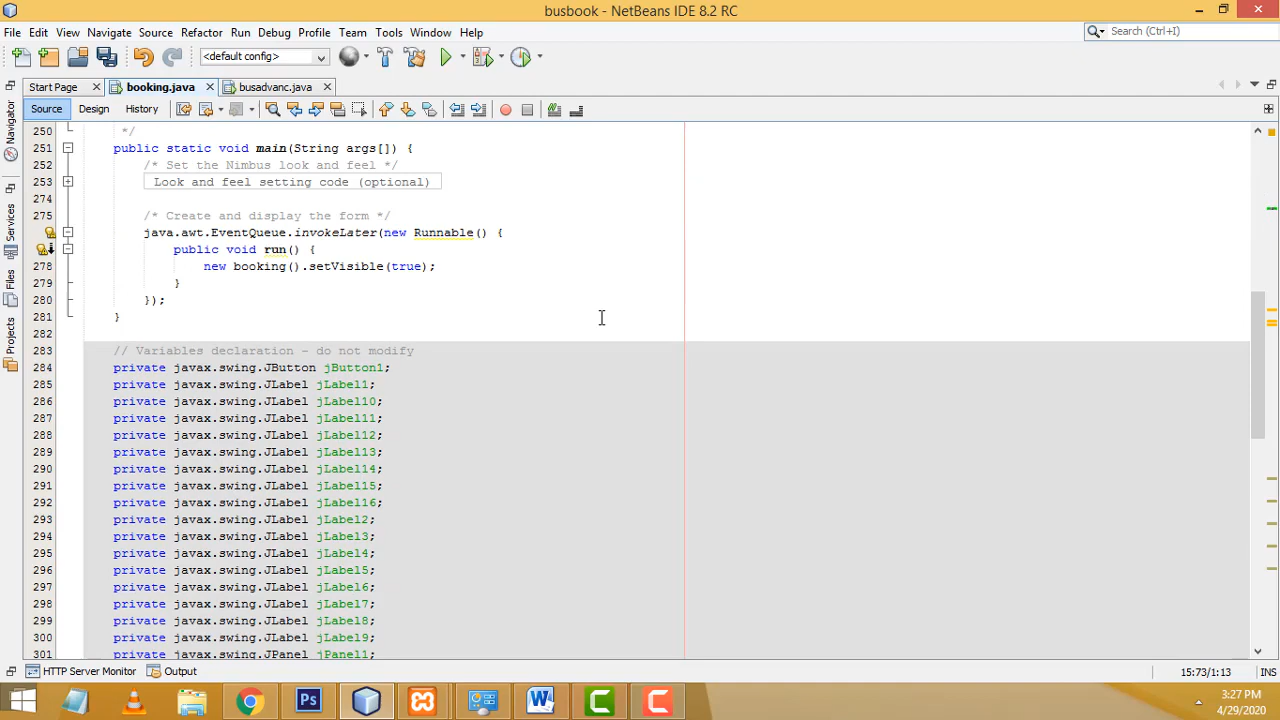 busbook - NetBeans IDE 8.2 RC
File Edit View Navigate Source Refactor Run Debug Profile Team Tools Window Help
Search (Ctrl+I)
<default config>
Start Page
booking.java
busadvanc.java
Source Design History
Navigator
Services
Files
Projects
250 */
251 public static void main(String args[]) {
252 /* Set the Nimbus look and feel */
253 Look and feel setting code (optional)
274
275 /* Create and display the form */
java.awt.EventQueue.invokeLater(new Runnable() {
public void run() {
278 new booking().setVisible(true);
279 }
280 });
281 }
282
283 // Variables declaration - do not modify
284 private javax.swing.JButton jButton1;
285 private javax.swing.JLabel jLabel1;
286 private javax.swing.JLabel jLabel10;
287 private javax.swing.JLabel jLabel11;
288 private javax.swing.JLabel jLabel12;
289 private javax.swing.JLabel jLabel13;
290 private javax.swing.JLabel jLabel14;
291 private javax.swing.JLabel jLabel15;
292 private javax.swing.JLabel jLabel16;
293 private javax.swing.JLabel jLabel2;
294 private javax.swing.JLabel jLabel3;
295 private javax.swing.JLabel jLabel4;
296 private javax.swing.JLabel jLabel5;
297 private javax.swing.JLabel jLabel6;
298 private javax.swing.JLabel jLabel7;
299 private javax.swing.JLabel jLabel8;
300 private javax.swing.JLabel jLabel9;
301 private javax.swing.JPanel jPanel1;
HTTP Server Monitor Output
15:73/1:13 INS
Ps
3:27 PM
4/29/2020